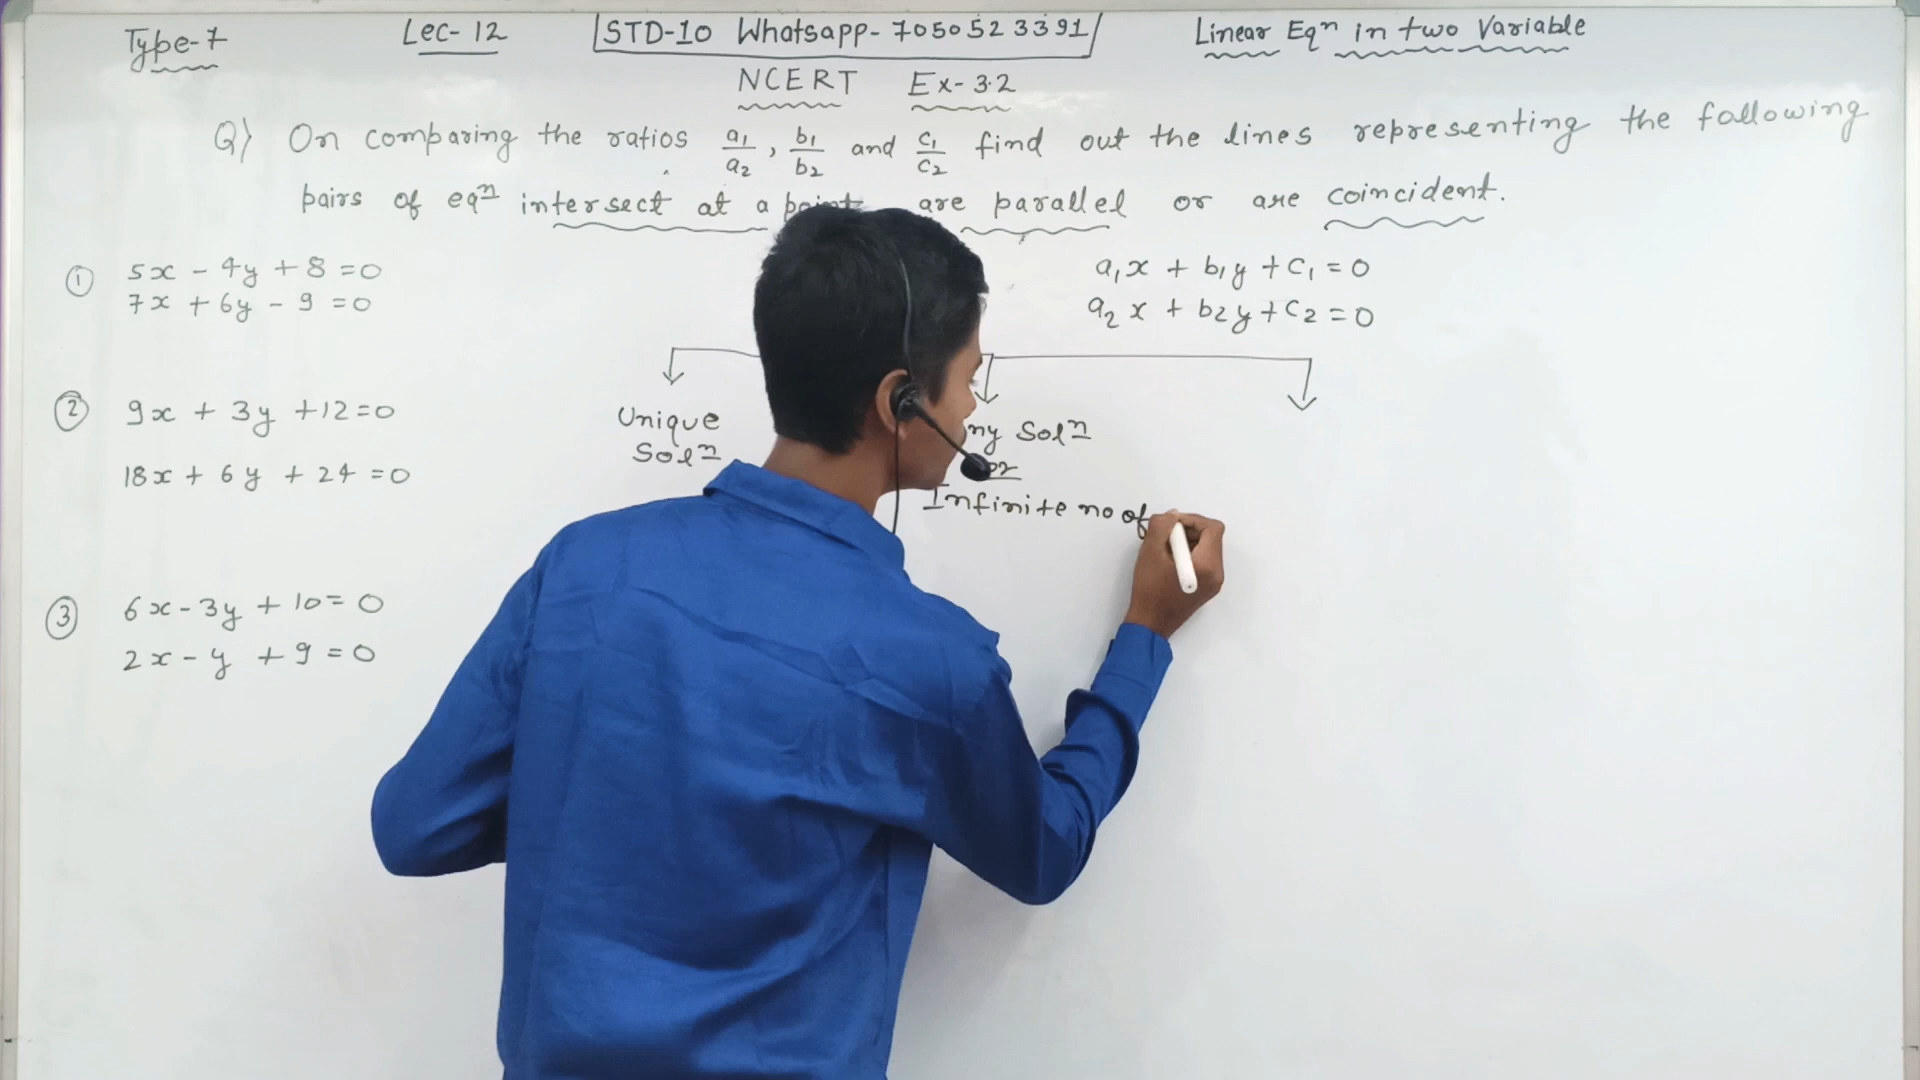 Type-7 Lec-12 STD-10 Whatsapp-7050523391 Linear Eqⁿ in two Variable
NCERT Ex-3.2
Q) On comparing the ratios a₁/a₂, b₁/b₂ and c₁/c₂ find out the lines representing the following
pairs of eqⁿ intersect at a point are parallel or are coincident.
① 5x - 4y + 8 = 0
7x + 6y - 9 = 0
② 9x + 3y + 12 = 0
18x + 6y + 24 = 0
③ 6x - 3y + 10 = 0
2x - y + 9 = 0
a₁x + b₁y + c₁ = 0
a₂x + b₂y + c₂ = 0
Unique
Solⁿ
ny Solⁿ
or
Infinite no of